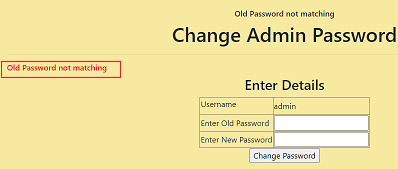 Old Password not matching
Change Admin Password
Old Password not matching
Enter Details
Username admin
Enter Old Password
Enter New Password
Change Password